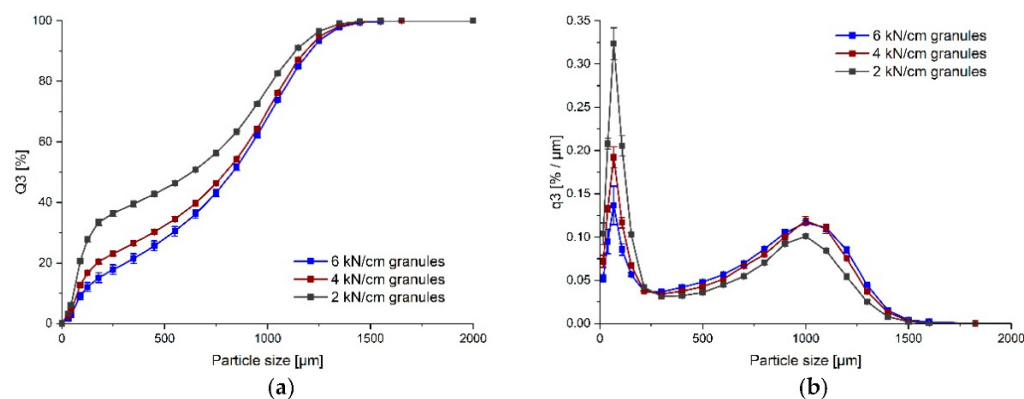 100
80
60
40
20
0
Q3 [%]
6 kN/cm granules
4 kN/cm granules
2 kN/cm granules
0 500 1000 1500 2000
Particle size [µm]
(a)
0.35
0.30
0.25
0.20
0.15
0.10
0.05
0.00
q3 [% / µm]
6 kN/cm granules
4 kN/cm granules
2 kN/cm granules
0 500 1000 1500 2000
Particle size [µm]
(b)